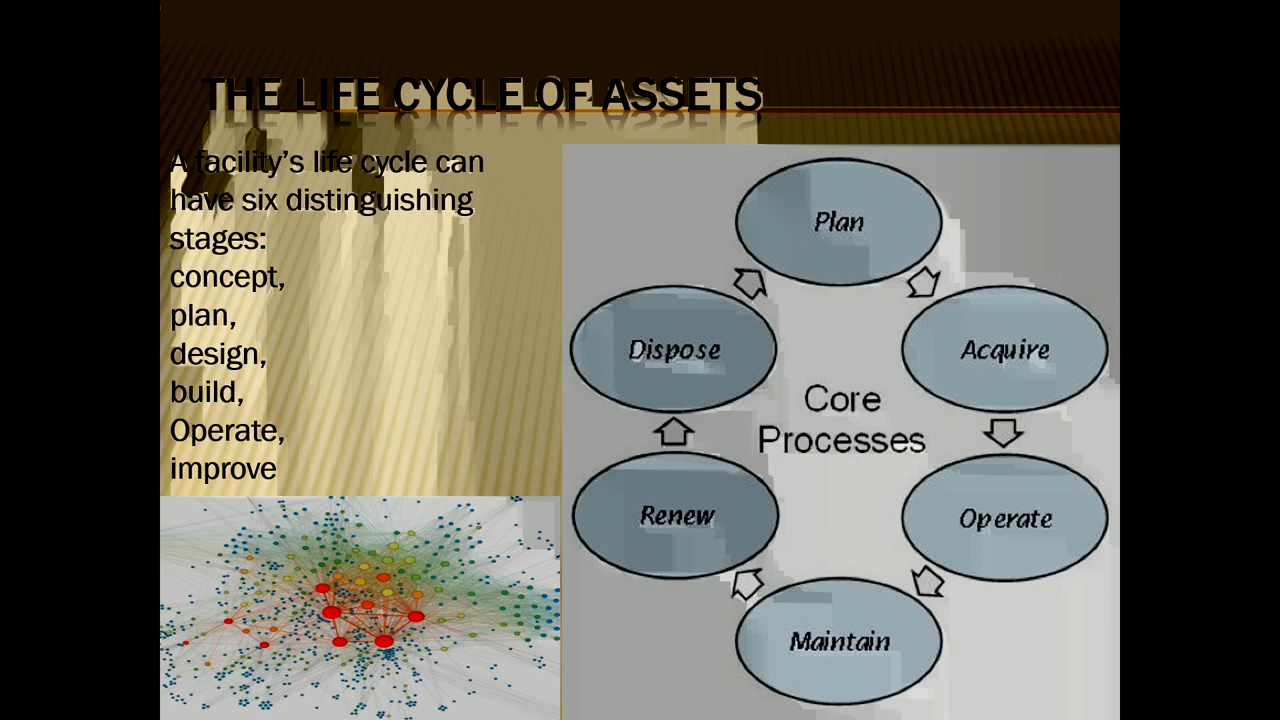 THE LIFE CYCLE OF ASSETS
A facility’s life cycle can
have six distinguishing
stages:
concept,
plan,
design,
build,
Operate,
improve
Plan
Dispose
Acquire
Core
Processes
Renew
Operate
Maintain